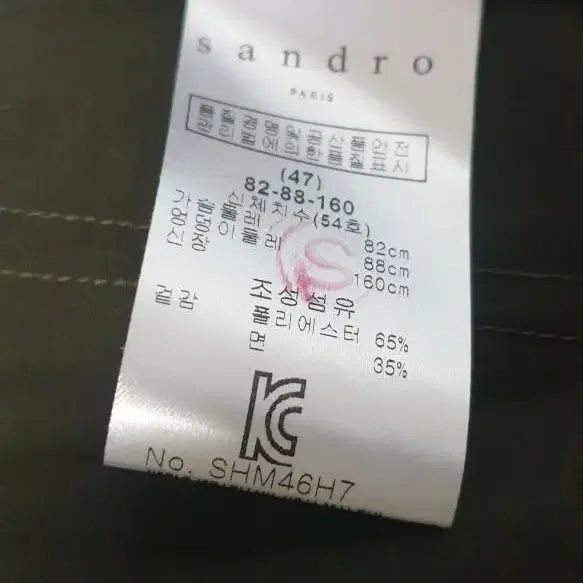 sandro
PARIS
품질경영및공산품안전
관리법에의한품질표시
(47)
82-88-160
신체치수(54호)
가슴둘레 82cm
엉덩이둘레 88cm
신장 160cm
조성섬유
겉감 폴리에스터 65%
면 35%
KC
No. SHM46H7